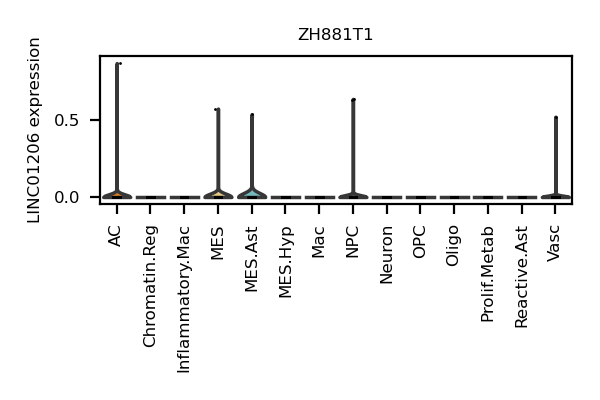 ZH881T1
LINC01206 expression
0.5
0.0
AC
Chromatin.Reg
Inflammatory.Mac
MES
MES.Ast
MES.Hyp
Mac
NPC
Neuron
OPC
Oligo
Prolif.Metab
Reactive.Ast
Vasc